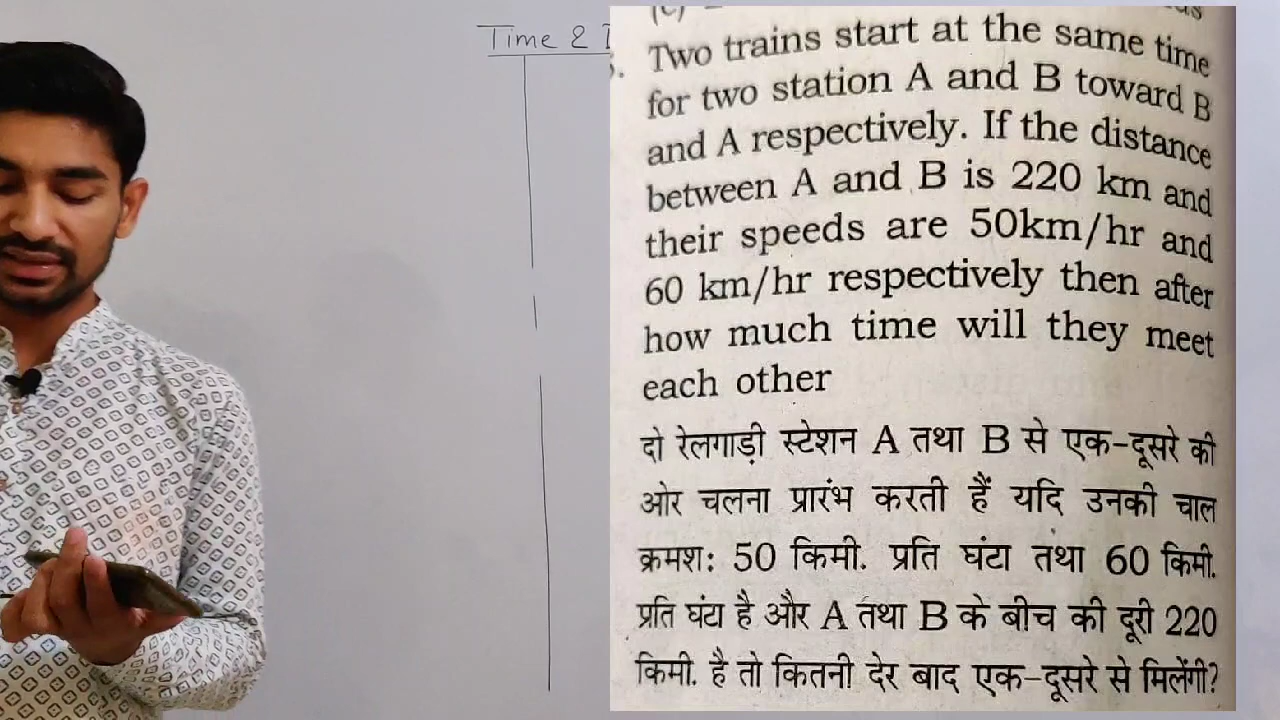 Time &
Two trains start at the same time
for two station A and B toward B
and A respectively. If the distance
between A and B is 220 km and
their speeds are 50km/hr and
60 km/hr respectively then after
how much time will they meet
each other
दो रेलगाड़ी स्टेशन A तथा B से एक-दूसरे की
ओर चलना प्रारंभ करती हैं यदि उनकी चाल
क्रमश: 50 किमी. प्रति घंटा तथा 60 किमी.
प्रति घंटा है और A तथा B के बीच की दूरी 220
किमी. है तो कितनी देर बाद एक-दूसरे से मिलेंगी?